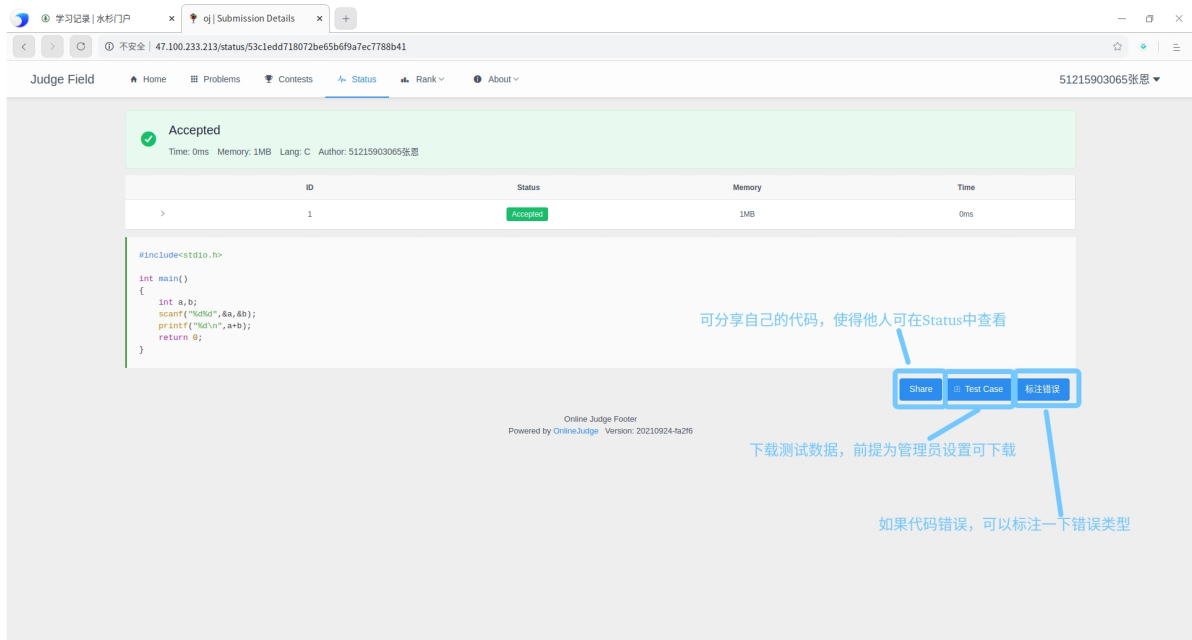 学习记录 | 水杉门户
oj | Submission Details
不安全 47.100.233.213/status/53c1edd718072be65b6f9a7ec7788b41
Judge Field Home Problems Contests Status Rank About 51215903065张恩
Accepted
Time: 0ms Memory: 1MB Lang: C Author: 51215903065张恩
ID Status Memory Time
1 Accepted 1MB 0ms
#include<stdio.h>
int main()
{
int a,b;
scanf("%d%d",&a,&b);
printf("%d\n",a+b);
return 0;
}
可分享自己的代码，使得他人可在Status中查看
Share Test Case 标注错误
Online Judge Footer
Powered by OnlineJudge Version: 20210924-fa2f6
下载测试数据，前提为管理员设置可下载
如果代码错误，可以标注一下错误类型